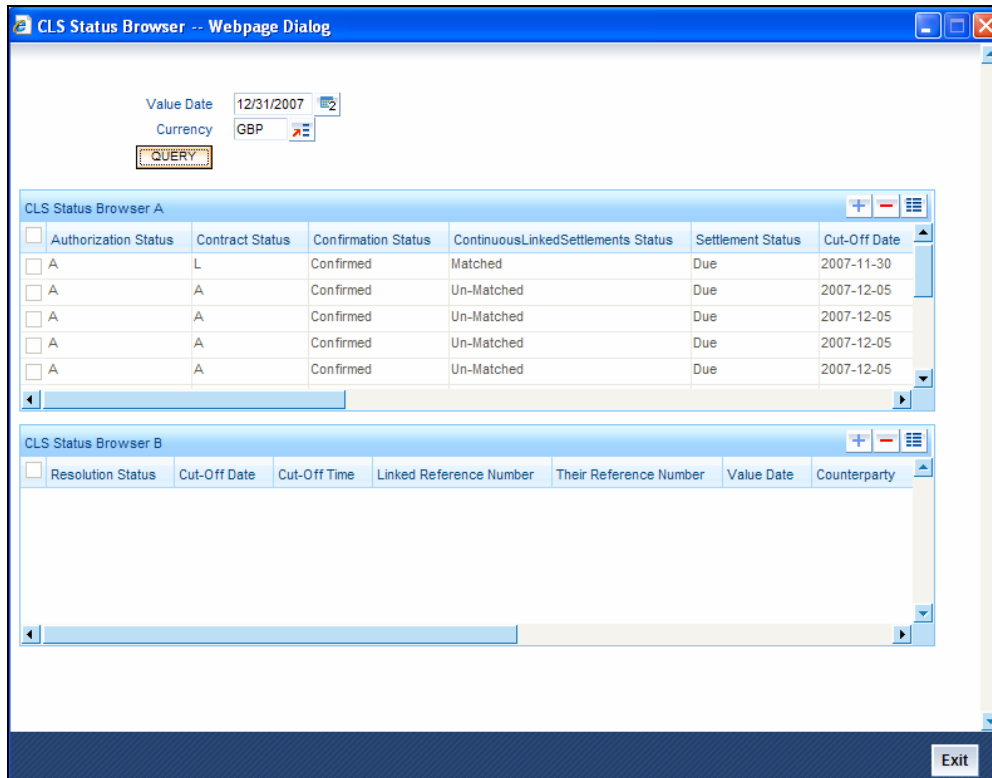 CLS Status Browser -- Webpage Dialog
Value Date 12/31/2007
Currency GBP
QUERY
CLS Status Browser A
Authorization Status Contract Status Confirmation Status ContinuousLinkedSettlements Status Settlement Status Cut-Off Date
A L Confirmed Matched Due 2007-11-30
A A Confirmed Un-Matched Due 2007-12-05
A A Confirmed Un-Matched Due 2007-12-05
A A Confirmed Un-Matched Due 2007-12-05
A A Confirmed Un-Matched Due 2007-12-05
CLS Status Browser B
Resolution Status Cut-Off Date Cut-Off Time Linked Reference Number Their Reference Number Value Date Counterparty
Exit